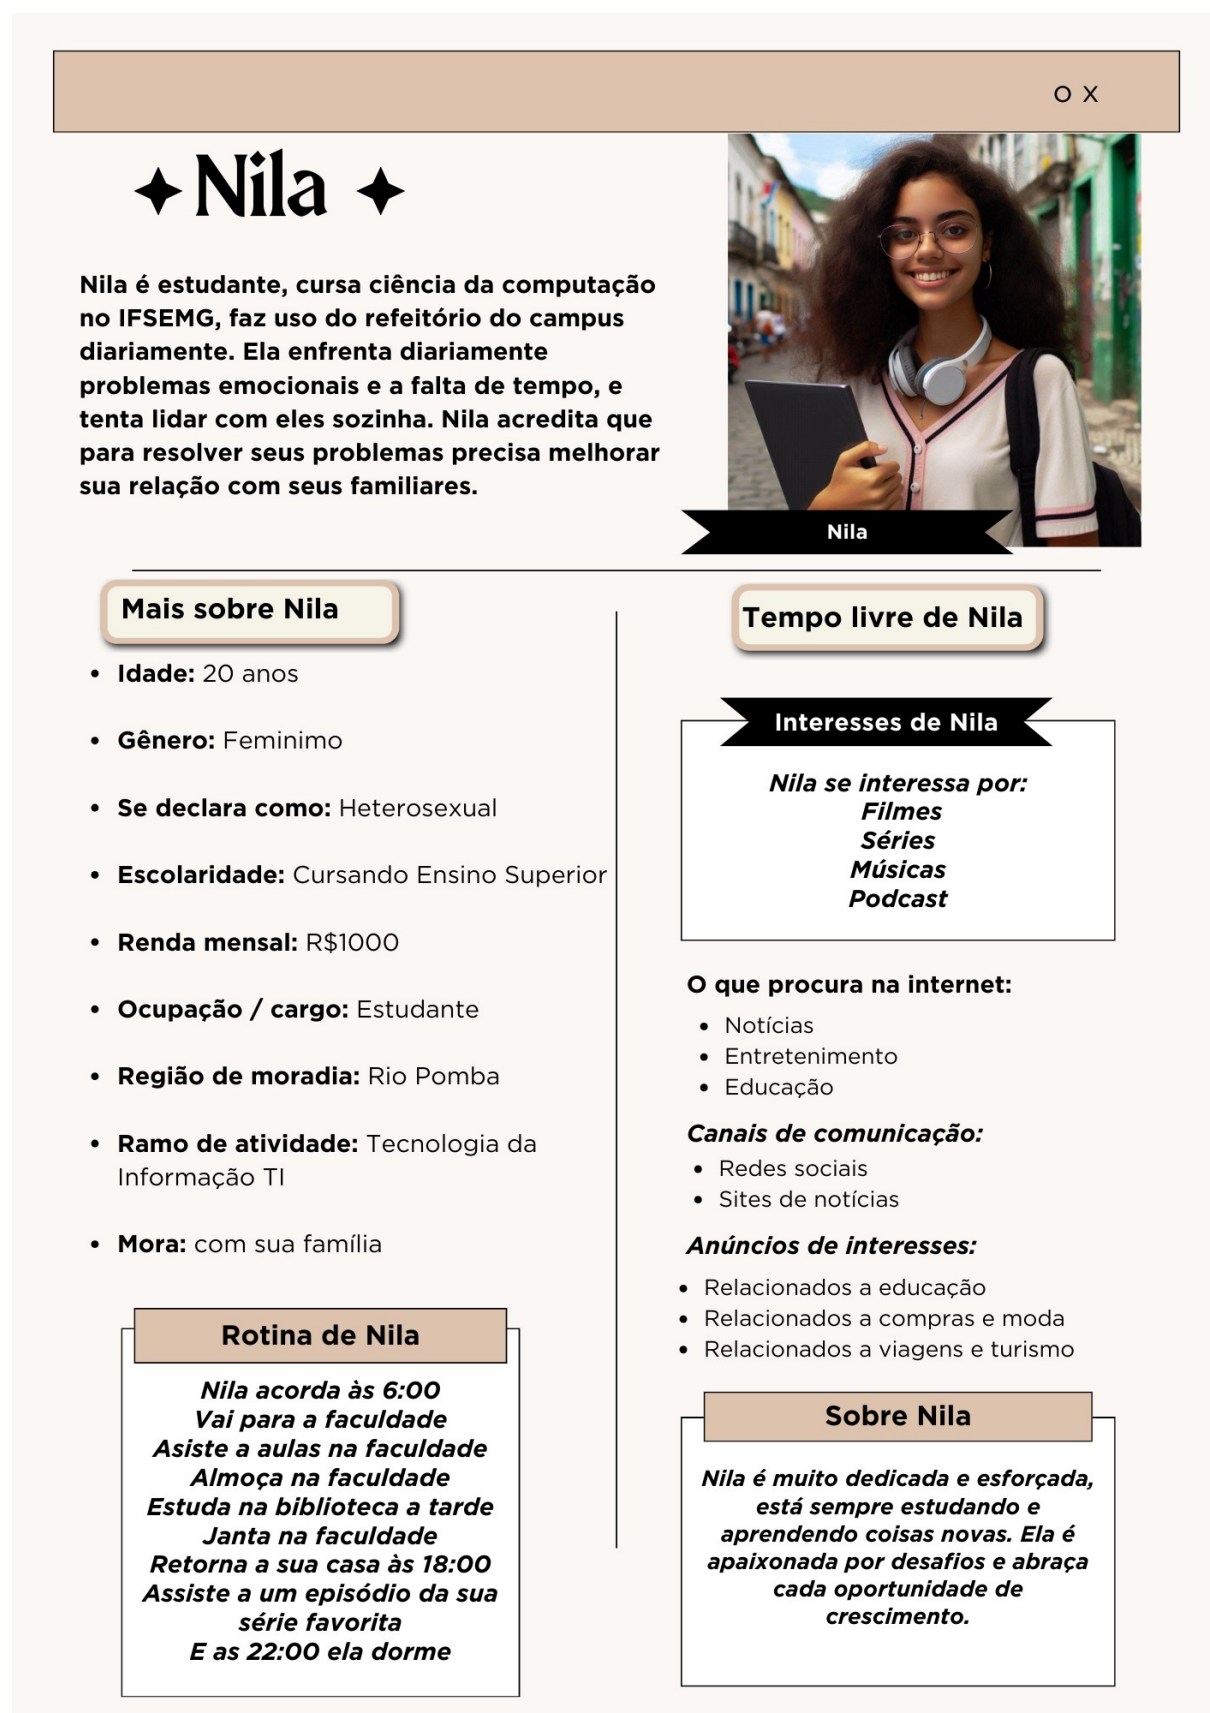 O X
Nila
Nila é estudante, cursa ciência da computação
no IFSEMG, faz uso do refeitório do campus
diariamente. Ela enfrenta diariamente
problemas emocionais e a falta de tempo, e
tenta lidar com eles sozinha. Nila acredita que
para resolver seus problemas precisa melhorar
sua relação com seus familiares.
Nila
Mais sobre Nila
• Idade: 20 anos
• Gênero: Feminimo
• Se declara como: Heterosexual
• Escolaridade: Cursando Ensino Superior
• Renda mensal: R$1000
• Ocupação / cargo: Estudante
• Região de moradia: Rio Pomba
• Ramo de atividade: Tecnologia da
Informação TI
• Mora: com sua família
Rotina de Nila
Nila acorda às 6:00
Vai para a faculdade
Asiste a aulas na faculdade
Almoça na faculdade
Estuda na biblioteca a tarde
Janta na faculdade
Retorna a sua casa às 18:00
Assiste a um episódio da sua
série favorita
E as 22:00 ela dorme
Tempo livre de Nila
Interesses de Nila
Nila se interessa por:
Filmes
Séries
Músicas
Podcast
O que procura na internet:
• Notícias
• Entretenimento
• Educação
Canais de comunicação:
• Redes sociais
• Sites de notícias
Anúncios de interesses:
• Relacionados a educação
• Relacionados a compras e moda
• Relacionados a viagens e turismo
Sobre Nila
Nila é muito dedicada e esforçada,
está sempre estudando e
aprendendo coisas novas. Ela é
apaixonada por desafios e abraça
cada oportunidade de
crescimento.